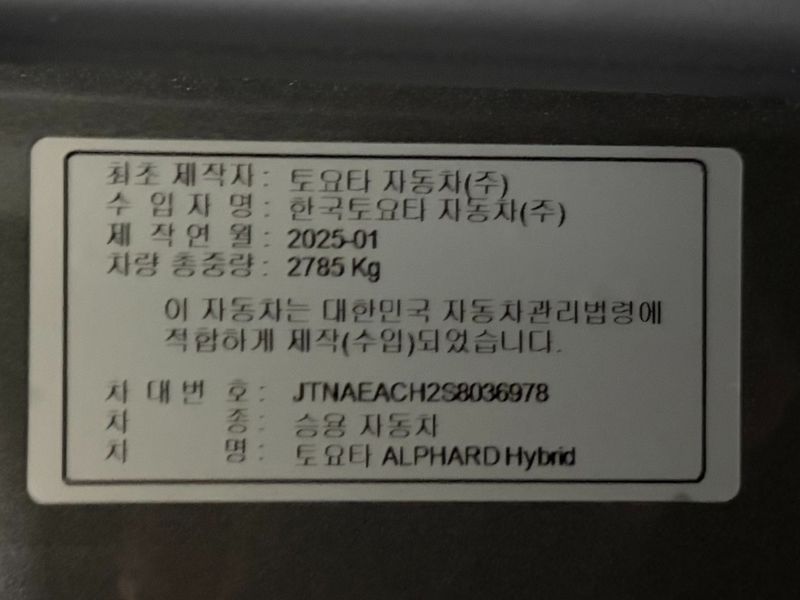 최초 제작자 : 토요타 자동차(주)
수 입 자 명 : 한국토요타 자동차(주)
제 작 연 월 : 2025-01
차량 총중량 : 2785 Kg
이 자동차는 대한민국 자동차관리법령에
적합하게 제작(수입)되었습니다.
차 대 번 호 : JTNAEACH2S8036978
차 종 : 승용 자동차
차 명 : 토요타 ALPHARD Hybrid